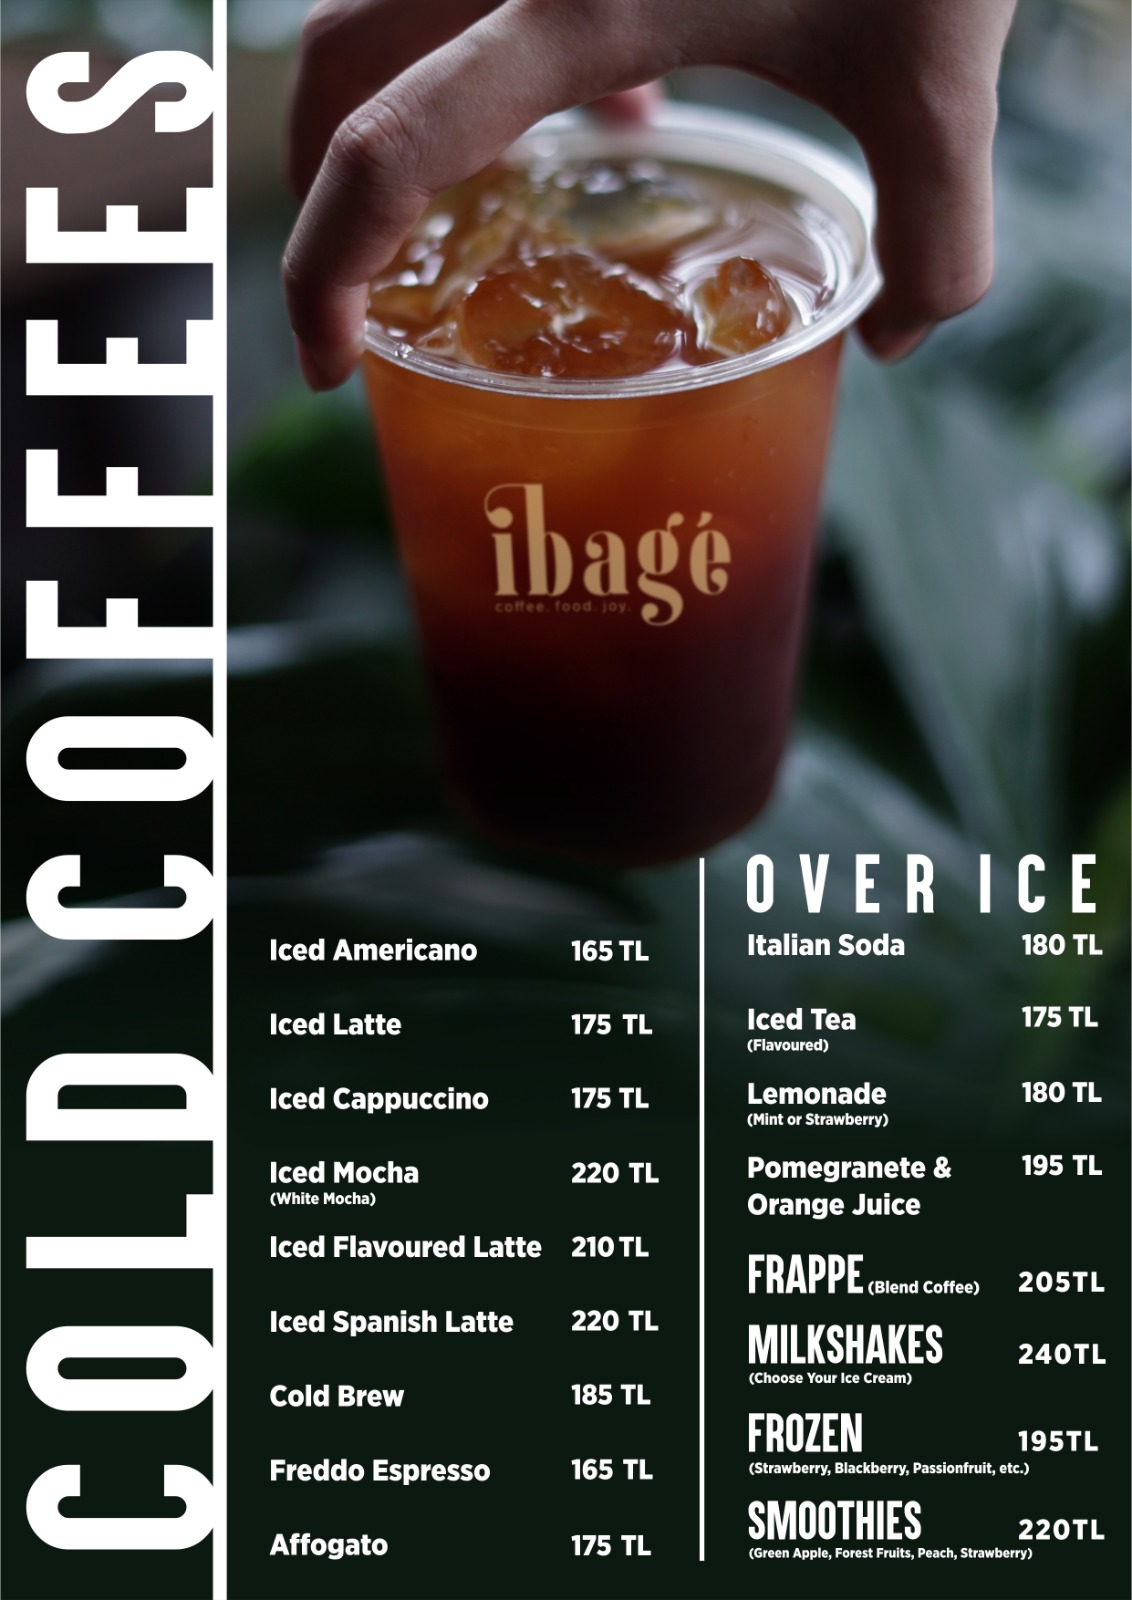 COLD COFFEES
ibagé
coffee. food. joy.
Iced Americano 165 TL
Iced Latte 175 TL
Iced Cappuccino 175 TL
Iced Mocha 220 TL
(White Mocha)
Iced Flavoured Latte 210 TL
Iced Spanish Latte 220 TL
Cold Brew 185 TL
Freddo Espresso 165 TL
Affogato 175 TL
OVER ICE
Italian Soda 180 TL
Iced Tea 175 TL
(Flavoured)
Lemonade 180 TL
(Mint or Strawberry)
Pomegranete & 195 TL
Orange Juice
FRAPPE (Blend Coffee) 205TL
MILKSHAKES 240TL
(Choose Your Ice Cream)
FROZEN 195TL
(Strawberry, Blackberry, Passionfruit, etc.)
SMOOTHIES 220TL
(Green Apple, Forest Fruits, Peach, Strawberry)